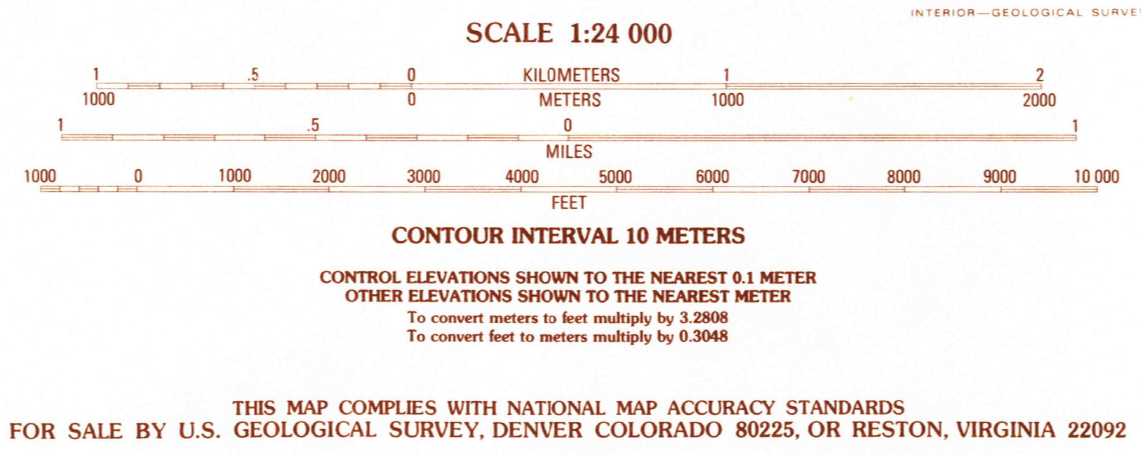 INTERIOR—GEOLOGICAL SURVEY
SCALE 1:24 000
1 .5 0 KILOMETERS 1 2
1000 0 METERS 1000 2000
1 .5 0 1
MILES
1000 0 1000 2000 3000 4000 5000 6000 7000 8000 9000 10 000
FEET
CONTOUR INTERVAL 10 METERS
CONTROL ELEVATIONS SHOWN TO THE NEAREST 0.1 METER
OTHER ELEVATIONS SHOWN TO THE NEAREST METER
To convert meters to feet multiply by 3.2808
To convert feet to meters multiply by 0.3048
THIS MAP COMPLIES WITH NATIONAL MAP ACCURACY STANDARDS
FOR SALE BY U.S. GEOLOGICAL SURVEY, DENVER COLORADO 80225, OR RESTON, VIRGINIA 22092